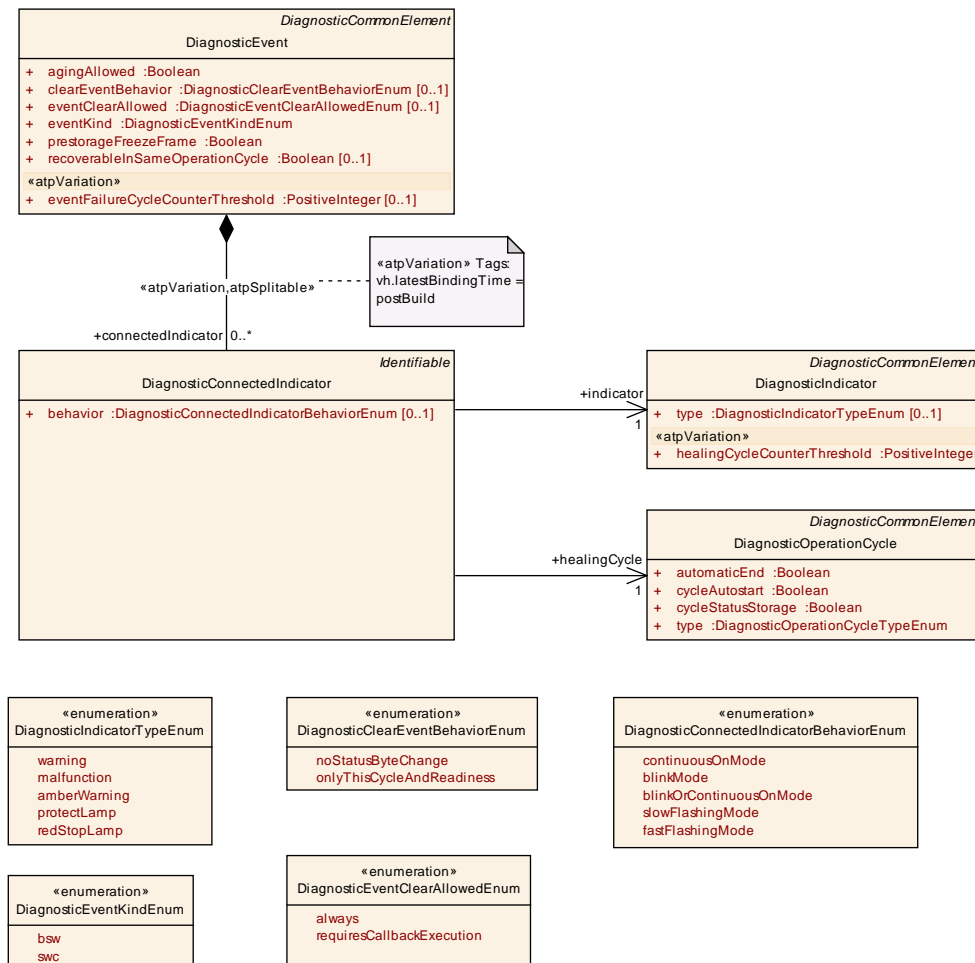 DiagnosticCommonElement
DiagnosticEvent
+ agingAllowed :Boolean
+ clearEventBehavior :DiagnosticClearEventBehaviorEnum [0..1]
+ eventClearAllowed :DiagnosticEventClearAllowedEnum [0..1]
+ eventKind :DiagnosticEventKindEnum
+ prestorageFreezeFrame :Boolean
+ recoverableInSameOperationCycle :Boolean [0..1]
«atpVariation»
+ eventFailureCycleCounterThreshold :PositiveInteger [0..1]
«atpVariation» Tags:
vh.latestBindingTime =
postBuild
«atpVariation,atpSplitable»
+connectedIndicator 0..*
Identifiable
DiagnosticConnectedIndicator
+ behavior :DiagnosticConnectedIndicatorBehaviorEnum [0..1]
+indicator
1
DiagnosticCommonElemen
DiagnosticIndicator
+ type :DiagnosticIndicatorTypeEnum [0..1]
«atpVariation»
+ healingCycleCounterThreshold :PositiveInteger
+healingCycle
1
DiagnosticCommonElemen
DiagnosticOperationCycle
+ automaticEnd :Boolean
+ cycleAutostart :Boolean
+ cycleStatusStorage :Boolean
+ type :DiagnosticOperationCycleTypeEnum
«enumeration»
DiagnosticIndicatorTypeEnum
warning
malfunction
amberWarning
protectLamp
redStopLamp
«enumeration»
DiagnosticClearEventBehaviorEnum
noStatusByteChange
onlyThisCycleAndReadiness
«enumeration»
DiagnosticConnectedIndicatorBehaviorEnum
continuousOnMode
blinkMode
blinkOrContinuousOnMode
slowFlashingMode
fastFlashingMode
«enumeration»
DiagnosticEventKindEnum
bsw
swc
«enumeration»
DiagnosticEventClearAllowedEnum
always
requiresCallbackExecution